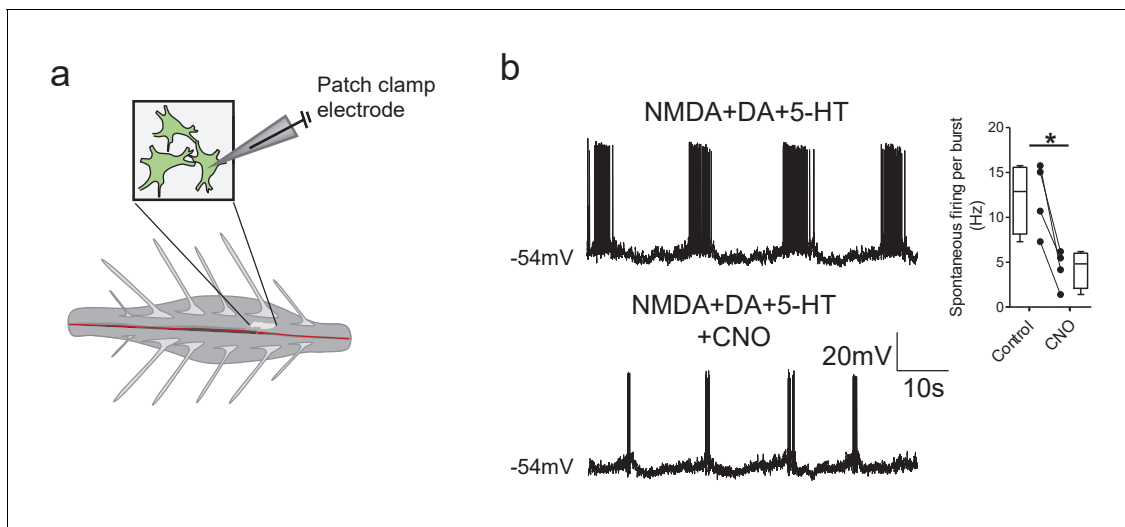 a
Patch clamp
electrode
b
NMDA+DA+5-HT
-54mV
NMDA+DA+5-HT
+CNO
20mV
10s
-54mV
*
Spontaneous firing per burst
(Hz)
20
15
10
5
0
Control
CNO